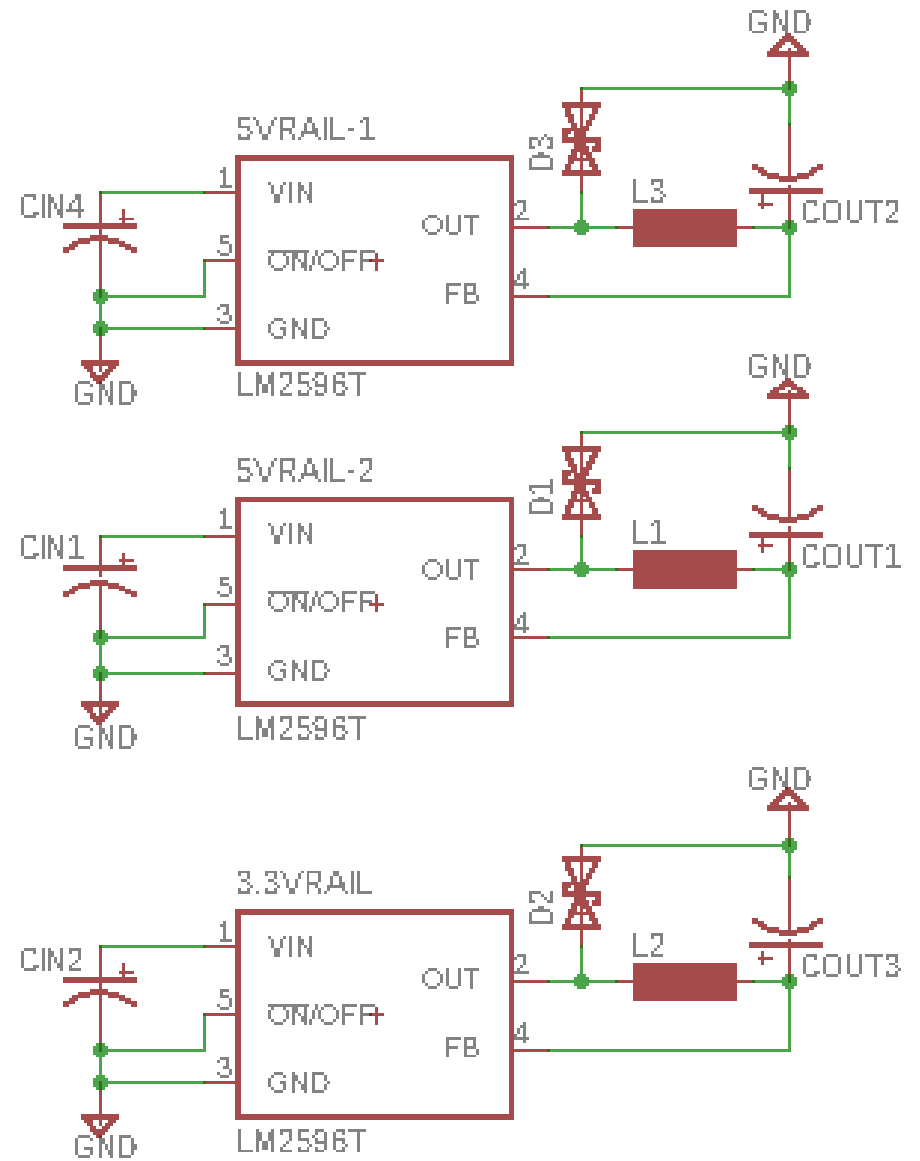 GND
5VRAIL-1
D3
1
VIN
CIN4
+
L3
2
OUT
+
COUT2
5
ON/OFF+
4
FB
3
GND
GND
LM2596T
GND
5VRAIL-2
D1
1
VIN
CIN1
+
L1
2
OUT
+
COUT1
5
ON/OFF+
4
FB
3
GND
GND
LM2596T
GND
3.3VRAIL
D2
1
VIN
CIN2
+
L2
2
OUT
+
COUT3
5
ON/OFF+
4
FB
3
GND
GND
LM2596T